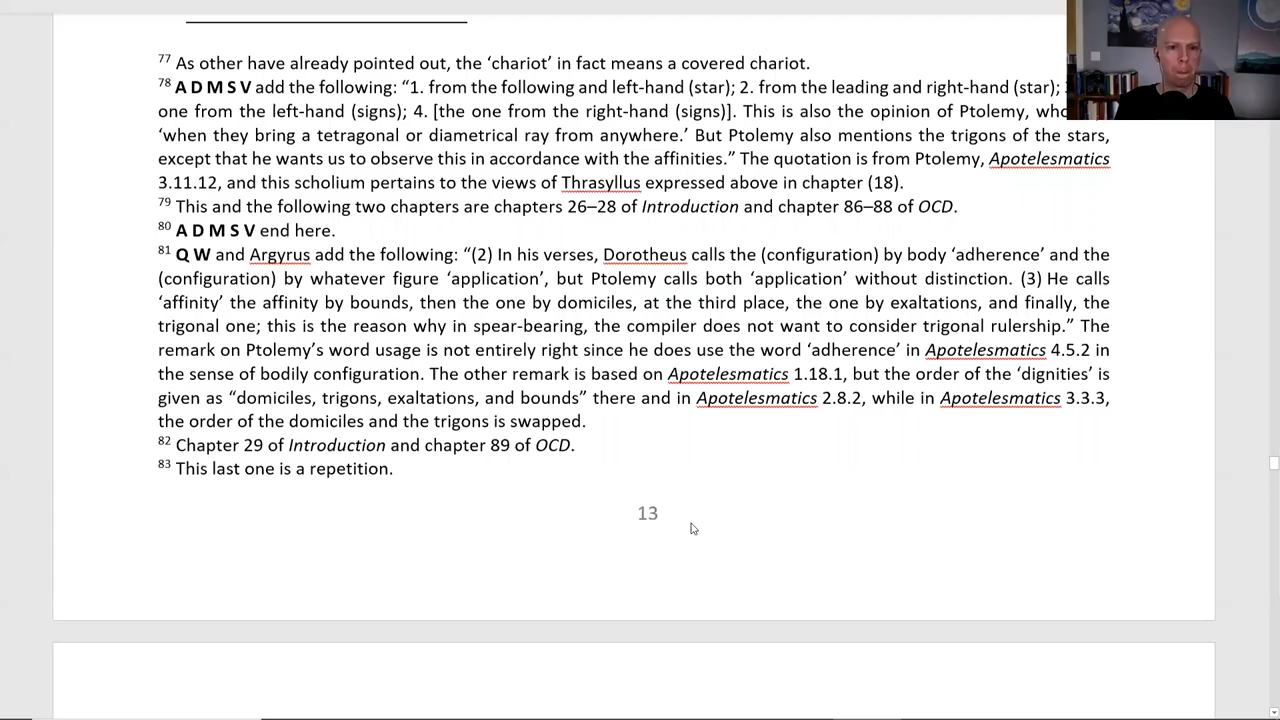 77 As other have already pointed out, the ‘chariot’ in fact means a covered chariot.
78 A D M S V add the following: “1. from the following and left-hand (star); 2. from the leading and right-hand (star);
one from the left-hand (signs); 4. [the one from the right-hand (signs)]. This is also the opinion of Ptolemy,
‘when they bring a tetragonal or diametrical ray from anywhere.’ But Ptolemy also mentions the trigons of the stars,
except that he wants us to observe this in accordance with the affinities.” The quotation is from Ptolemy, Apotelesmatics
3.11.12, and this scholium pertains to the views of Thrasyllus expressed above in chapter (18).
79 This and the following two chapters are chapters 26–28 of Introduction and chapter 86–88 of OCD.
80 A D M S V end here.
81 Q W and Argyrus add the following: “(2) In his verses, Dorotheus calls the (configuration) by body ‘adherence’ and the
(configuration) by whatever figure ‘application’, but Ptolemy calls both ‘application’ without distinction. (3) He calls
‘affinity’ the affinity by bounds, then the one by domiciles, at the third place, the one by exaltations, and finally, the
trigonal one; this is the reason why in spear-bearing, the compiler does not want to consider trigonal rulership.” The
remark on Ptolemy’s word usage is not entirely right since he does use the word ‘adherence’ in Apotelesmatics 4.5.2 in
the sense of bodily configuration. The other remark is based on Apotelesmatics 1.18.1, but the order of the ‘dignities’ is
given as “domiciles, trigons, exaltations, and bounds” there and in Apotelesmatics 2.8.2, while in Apotelesmatics 3.3.3,
the order of the domiciles and the trigons is swapped.
82 Chapter 29 of Introduction and chapter 89 of OCD.
83 This last one is a repetition.
13